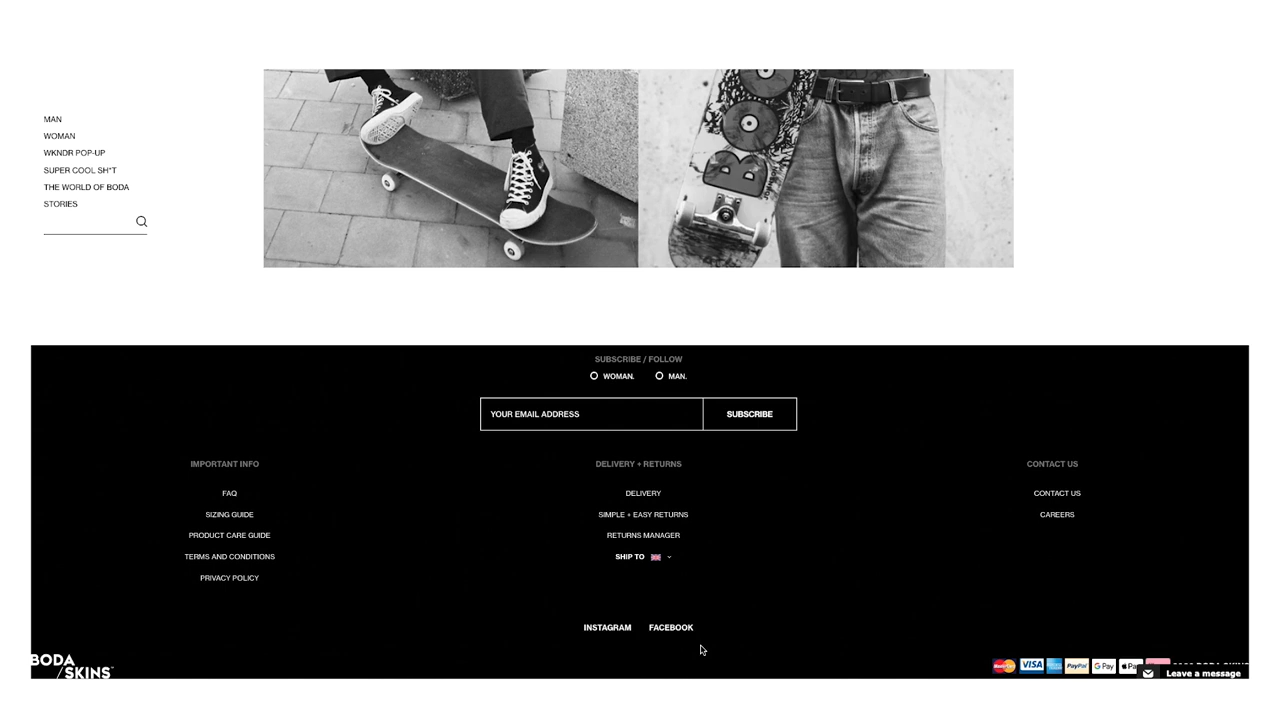 MAN
WOMAN
WKNDR POP-UP
SUPER COOL SH*T
THE WORLD OF BODA
STORIES
SUBSCRIBE / FOLLOW
WOMAN. MAN.
YOUR EMAIL ADDRESS SUBSCRIBE
IMPORTANT INFO
FAQ
SIZING GUIDE
PRODUCT CARE GUIDE
TERMS AND CONDITIONS
PRIVACY POLICY
DELIVERY + RETURNS
DELIVERY
SIMPLE + EASY RETURNS
RETURNS MANAGER
SHIP TO
CONTACT US
CONTACT US
CAREERS
INSTAGRAM FACEBOOK
BODA
/SKINS™
MasterCard VISA PayPal G Pay Pay
Leave a message